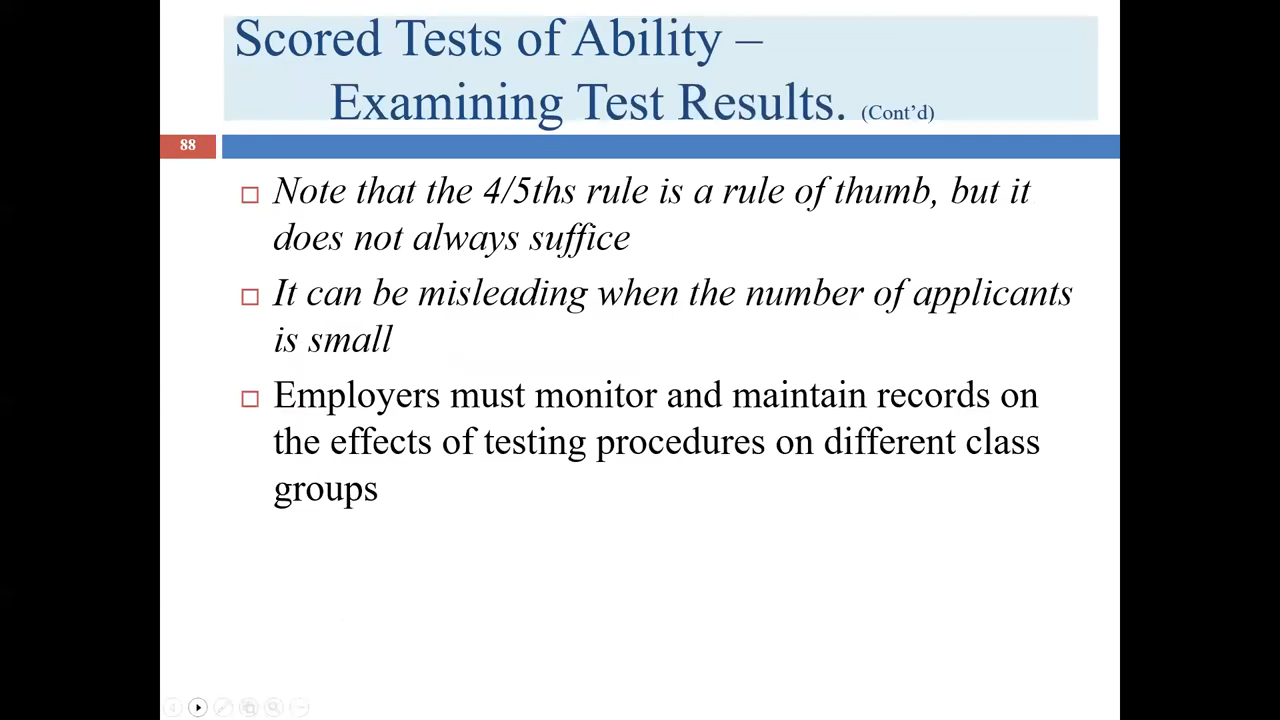 Scored Tests of Ability –
Examining Test Results. (Cont’d)
88
Note that the 4/5ths rule is a rule of thumb, but it
does not always suffice
It can be misleading when the number of applicants
is small
Employers must monitor and maintain records on
the effects of testing procedures on different class
groups